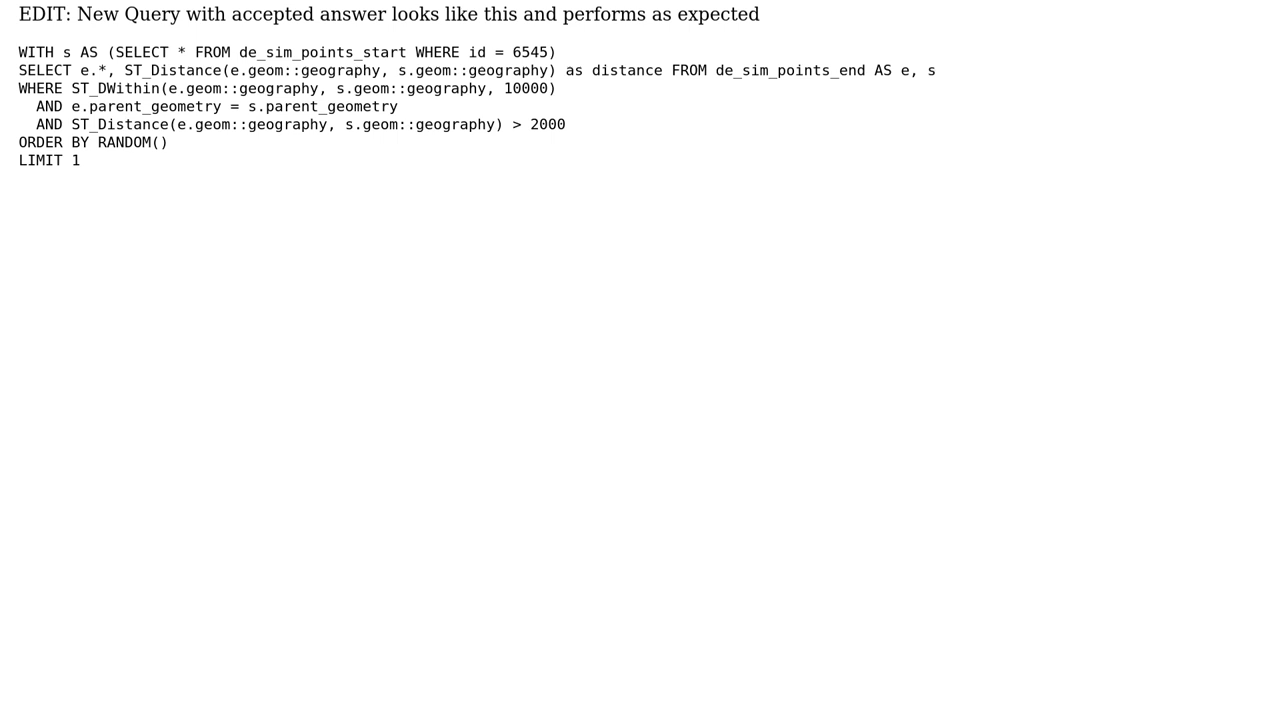 EDIT: New Query with accepted answer looks like this and performs as expected
WITH s AS (SELECT * FROM de_sim_points_start WHERE id = 6545)
SELECT e.*, ST_Distance(e.geom::geography, s.geom::geography) as distance FROM de_sim_points_end AS e, s
WHERE ST_DWithin(e.geom::geography, s.geom::geography, 10000)
  AND e.parent_geometry = s.parent_geometry
  AND ST_Distance(e.geom::geography, s.geom::geography) > 2000
ORDER BY RANDOM()
LIMIT 1